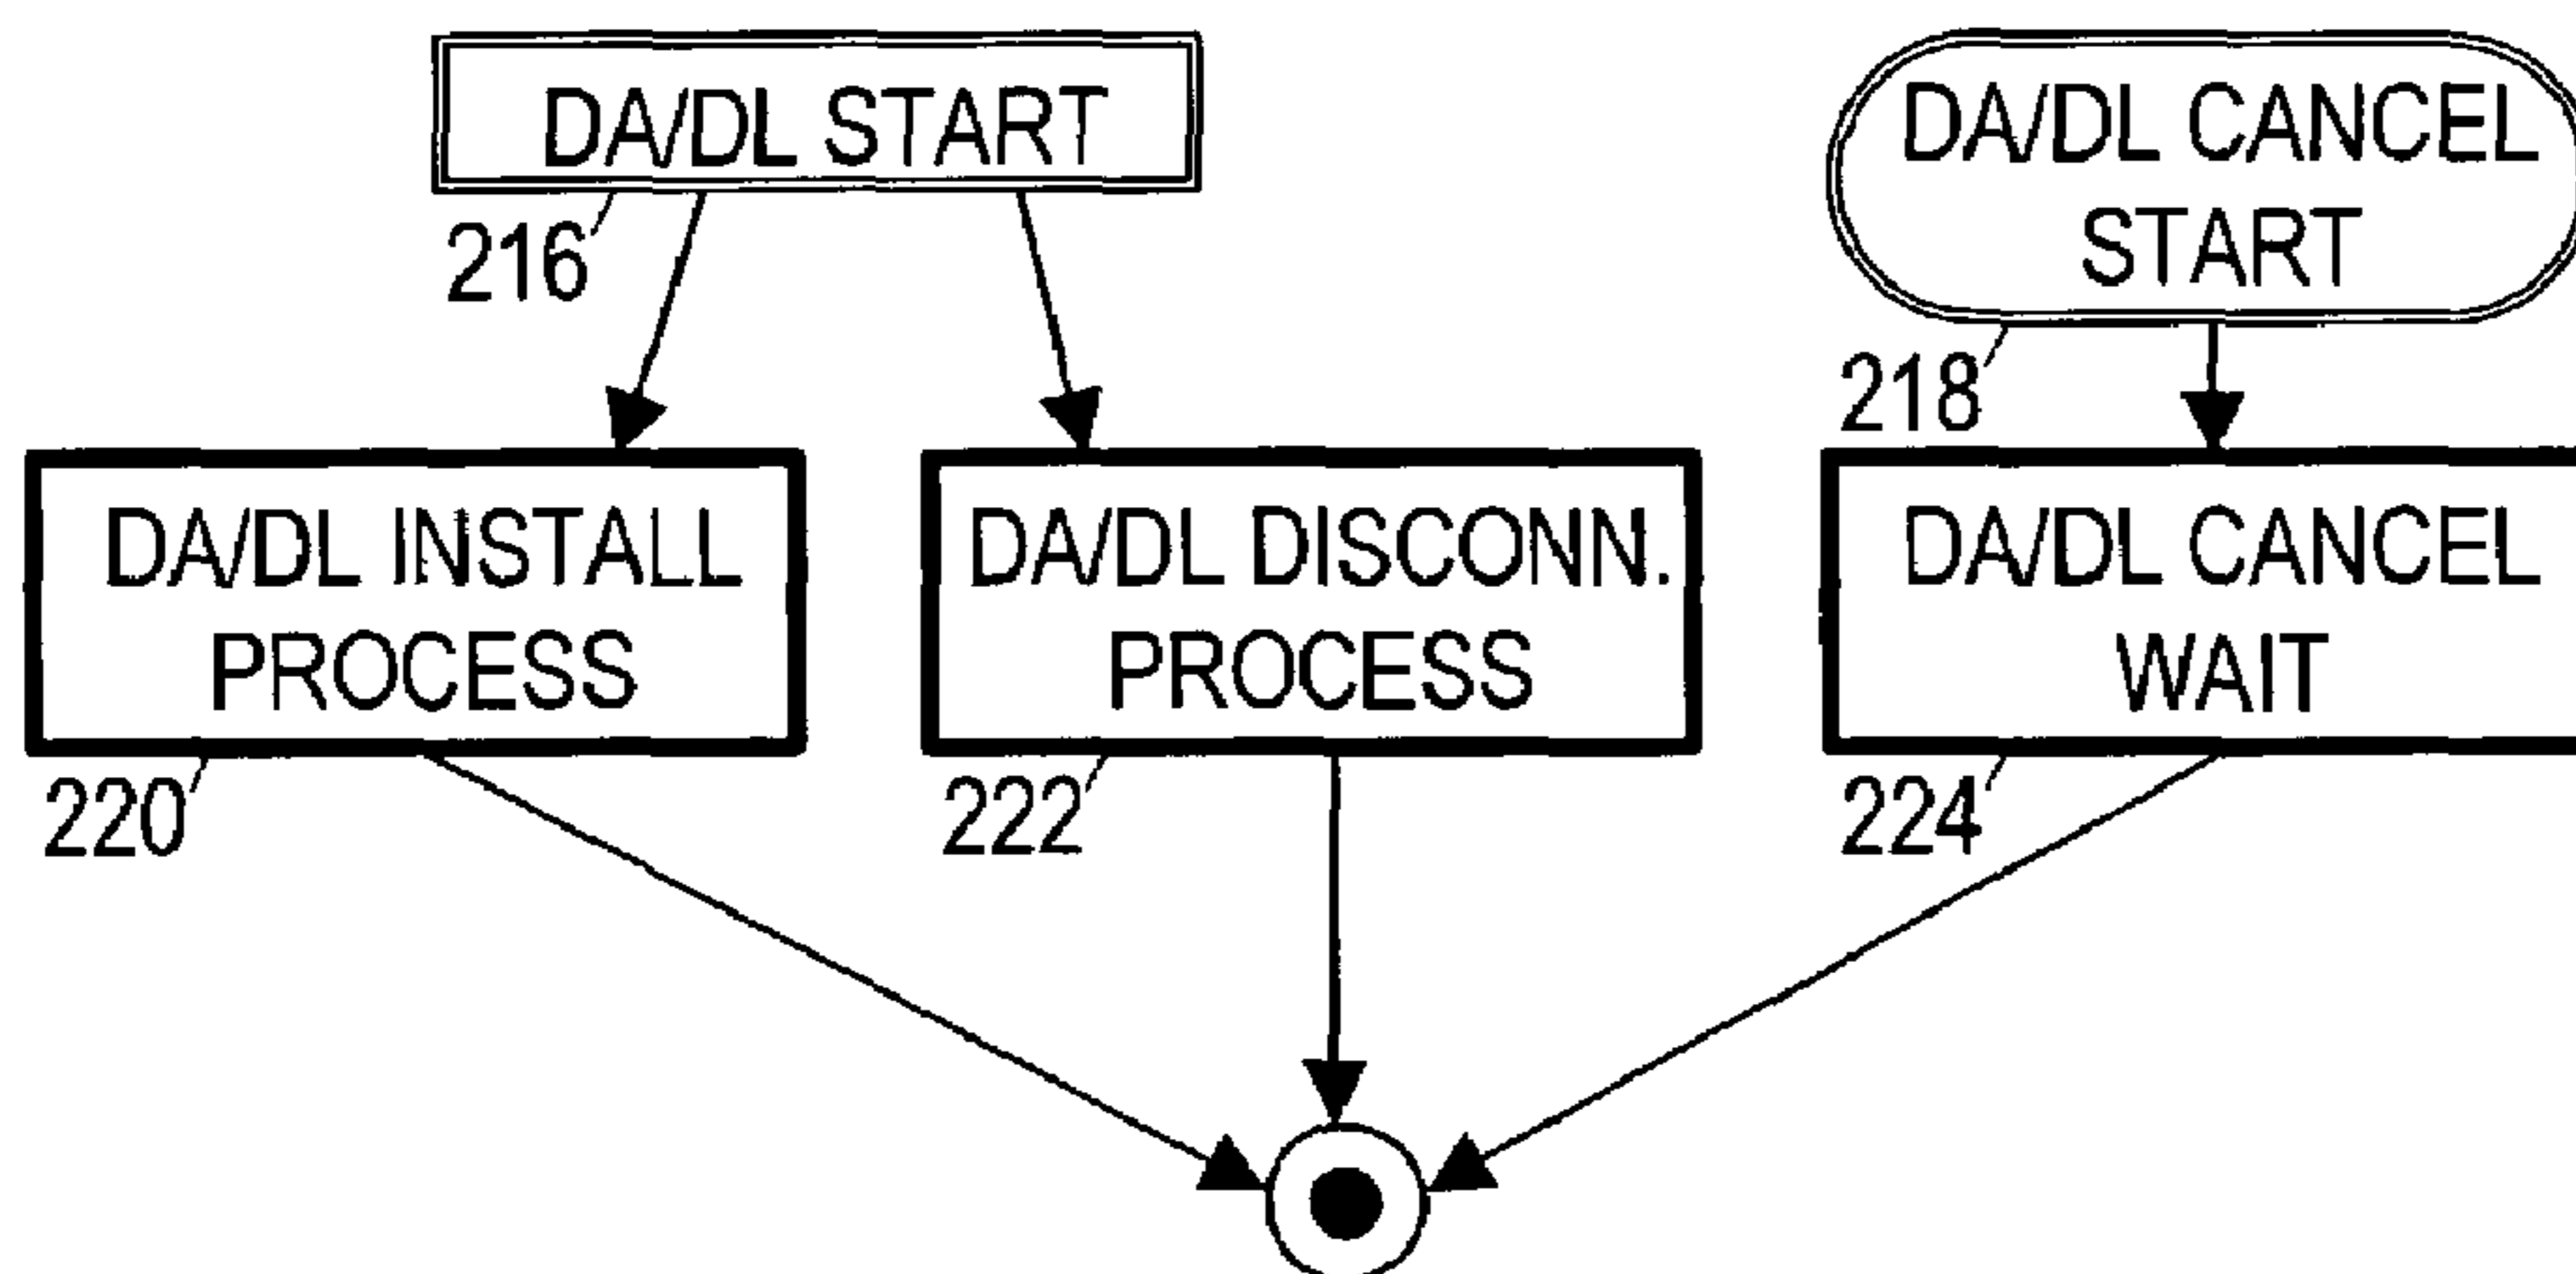 DA/DL START
216
DA/DL CANCEL
START
218
DA/DL INSTALL
PROCESS
220
DA/DL DISCONN.
PROCESS
222
DA/DL CANCEL
WAIT
224